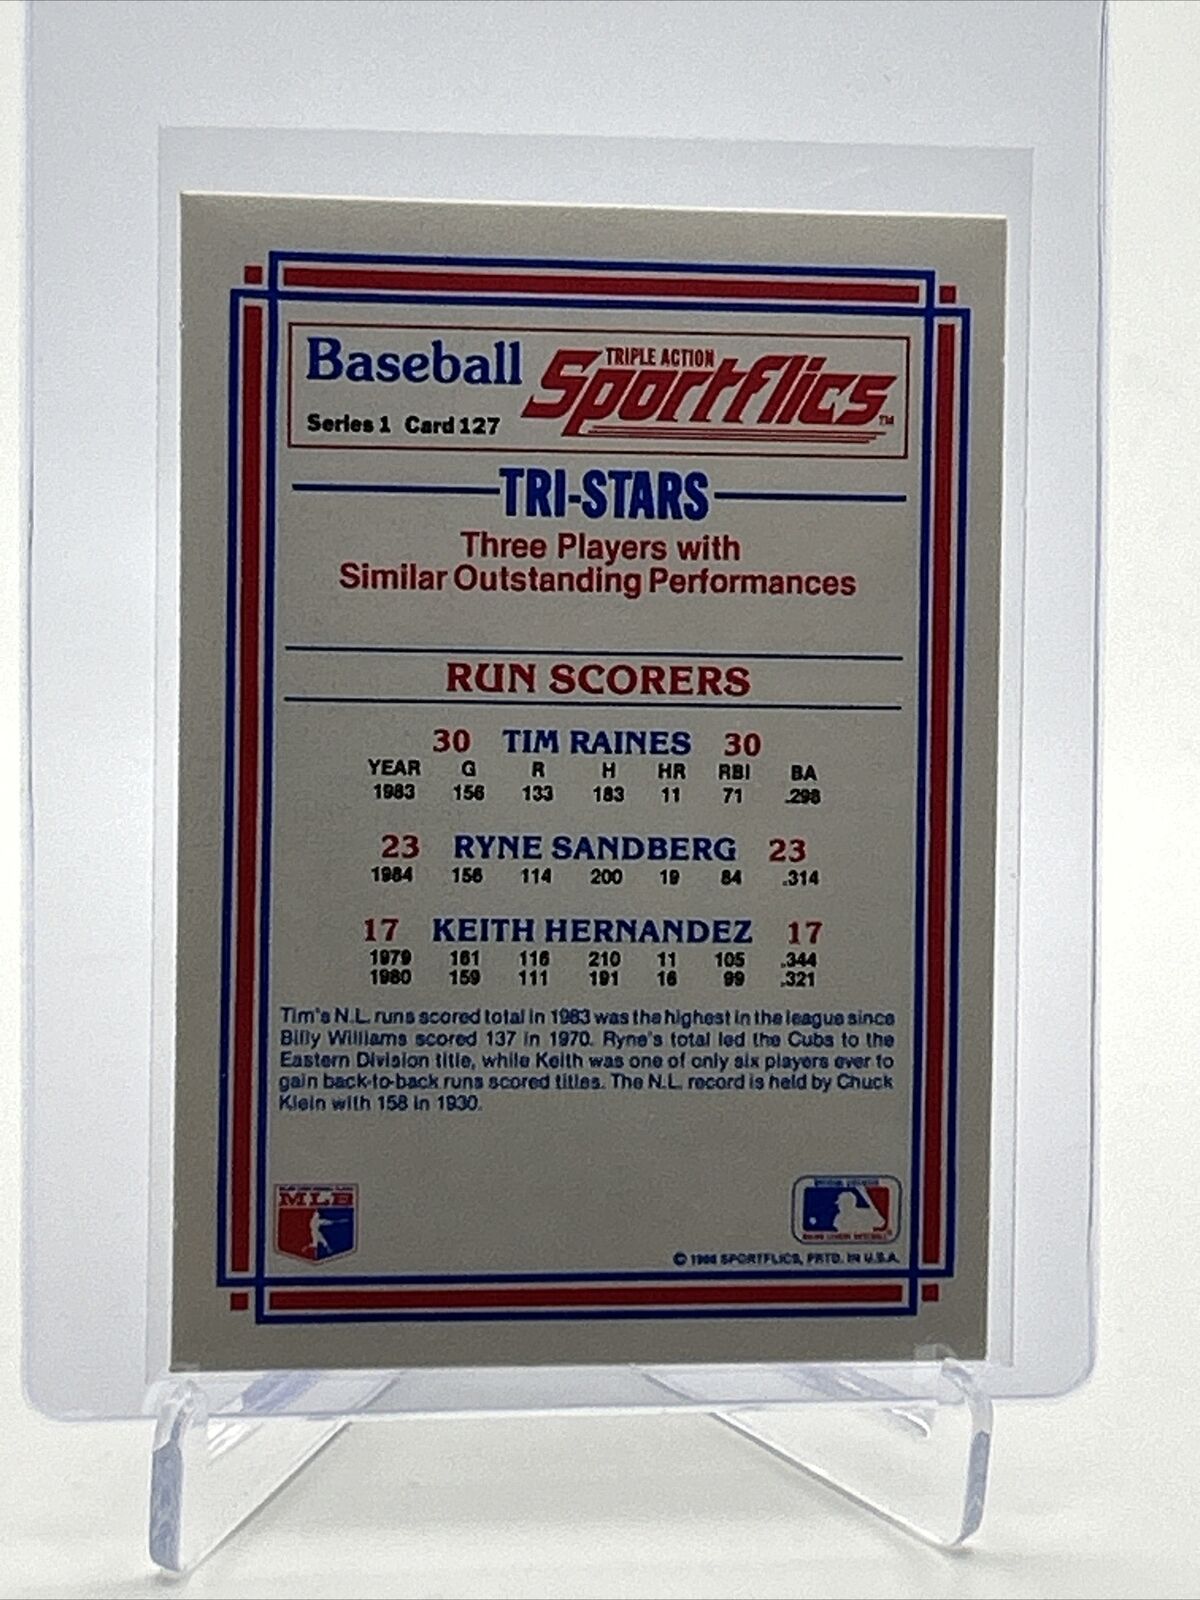 Baseball TRIPLE ACTION Sportflics™
Series 1 Card 127
TRI-STARS
Three Players with
Similar Outstanding Performances
RUN SCORERS
30 TIM RAINES 30
YEAR G R H HR RBI BA
1983 156 133 183 11 71 .298
23 RYNE SANDBERG 23
1984 156 114 200 19 84 .314
17 KEITH HERNANDEZ 17
1979 161 116 210 11 105 .344
1980 159 111 191 16 99 .321
Tim's N.L. runs scored total in 1983 was the highest in the league since
Billy Williams scored 137 in 1970. Ryne's total led the Cubs to the
Eastern Division title, while Keith was one of only six players ever to
gain back-to-back runs scored titles. The N.L. record is held by Chuck
Klein with 158 in 1930.
MLB
© 1986 SPORTFLICS, PRTD. IN U.S.A.